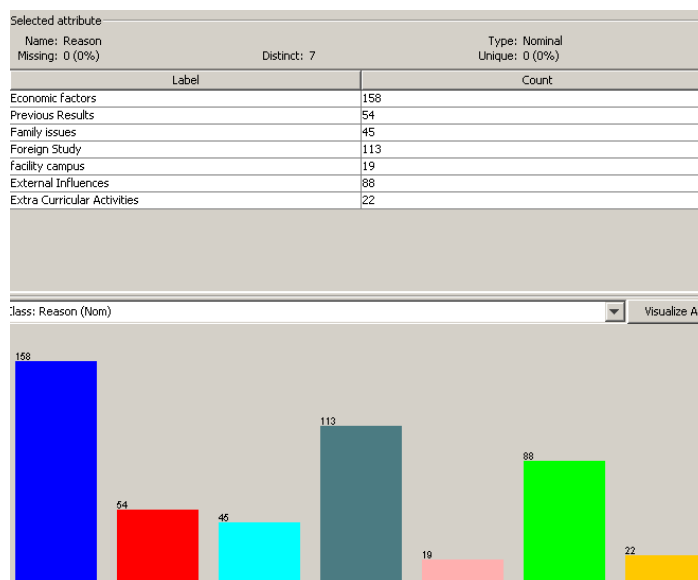 Selected attribute
Name: Reason Type: Nominal
Missing: 0 (0%) Distinct: 7 Unique: 0 (0%)
Label Count
Economic factors 158
Previous Results 54
Family issues 45
Foreign Study 113
facility campus 19
External Influences 88
Extra Curricular Activities 22
Class: Reason (Nom) Visualize A
158
113
88
54
45
22
19